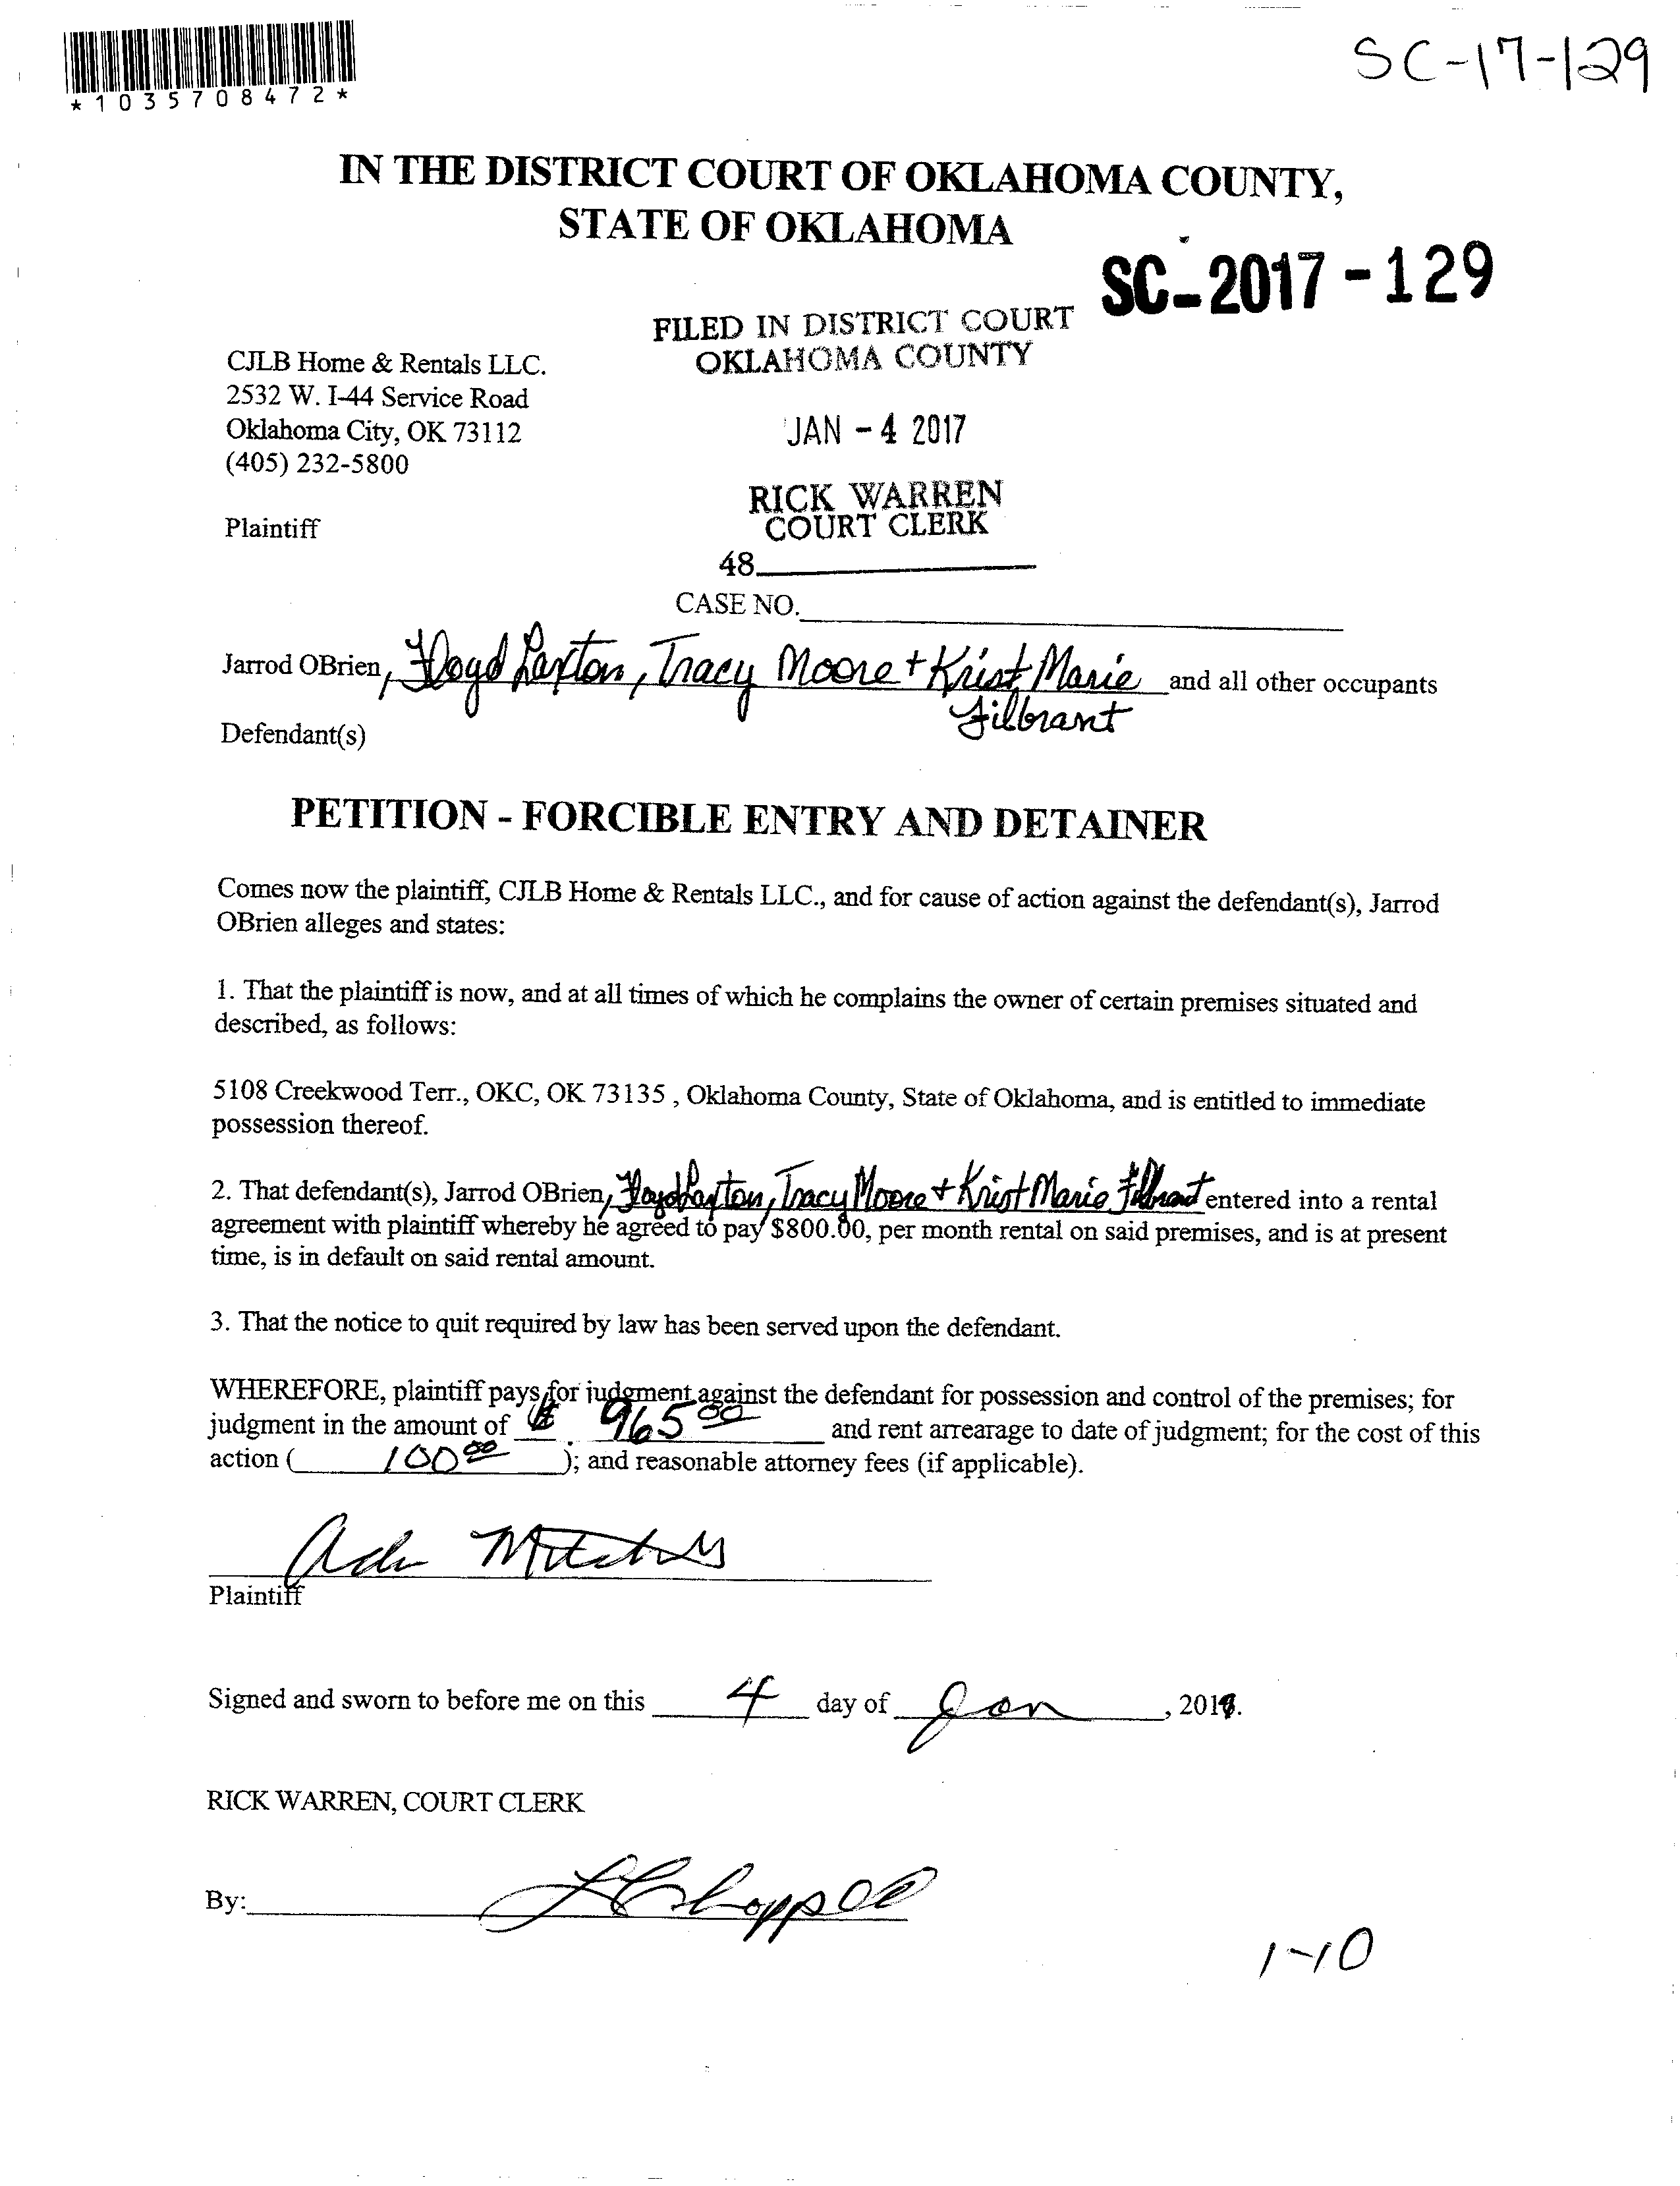 *1035708472*
SC-17-129
IN THE DISTRICT COURT OF OKLAHOMA COUNTY,
STATE OF OKLAHOMA
SC-2017-129
FILED IN DISTRICT COURT
OKLAHOMA COUNTY
JAN - 4 2017
RICK WARREN
COURT CLERK
48
CJLB Home & Rentals LLC.
2532 W. I-44 Service Road
Oklahoma City, OK 73112
(405) 232-5800
Plaintiff
CASE NO.
Jarrod OBrien, Floyd Laxton, Tracy Moore + Krist Marie and all other occupants
Filbrant
Defendant(s)
PETITION - FORCIBLE ENTRY AND DETAINER
Comes now the plaintiff, CJLB Home & Rentals LLC., and for cause of action against the defendant(s), Jarrod
OBrien alleges and states:
1. That the plaintiff is now, and at all times of which he complains the owner of certain premises situated and
described, as follows:
5108 Creekwood Terr., OKC, OK 73135 , Oklahoma County, State of Oklahoma, and is entitled to immediate
possession thereof.
2. That defendant(s), Jarrod OBrien, Floyd Laxton, Tracy Moore + Krist Marie Filbrant entered into a rental
agreement with plaintiff whereby he agreed to pay $800.00, per month rental on said premises, and is at present
time, is in default on said rental amount.
3. That the notice to quit required by law has been served upon the defendant.
WHEREFORE, plaintiff pays for judgment against the defendant for possession and control of the premises; for
judgment in the amount of $ 965 00 and rent arrearage to date of judgment; for the cost of this
action ( 100 00 ); and reasonable attorney fees (if applicable).
Plaintiff
Signed and sworn to before me on this 4 day of Jan , 2017.
RICK WARREN, COURT CLERK
By:
1-10